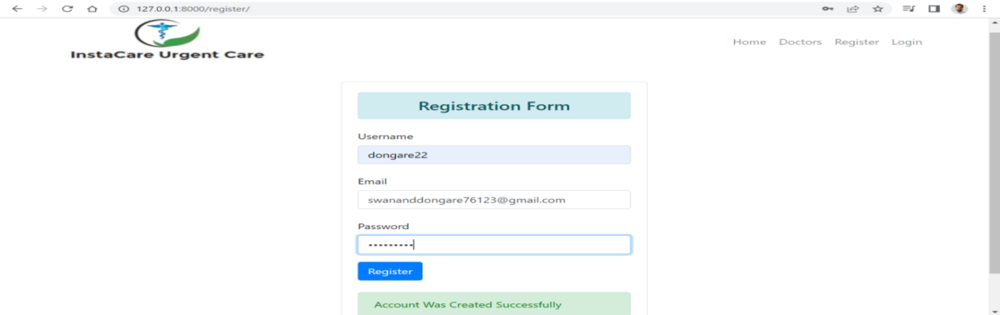 127.0.0.1:8000/register/
InstaCare Urgent Care
Home Doctors Register Login
Registration Form
Username
dongare22
Email
swananddongare76123@gmail.com
Password
Register
Account Was Created Successfully